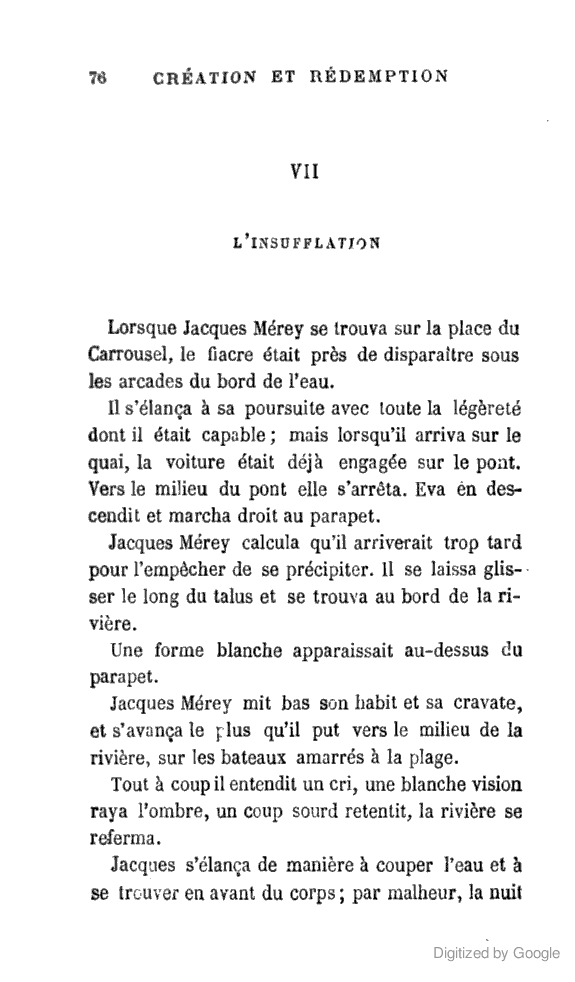 76 CRÉATION ET RÉDEMPTION
VII
L'INSUFFLATION
Lorsque Jacques Mérey se trouva sur la place du
Carrousel, le fiacre était près de disparaître sous
les arcades du bord de l'eau.
Il s'élança à sa poursuite avec toute la légèreté
dont il était capable ; mais lorsqu'il arriva sur le
quai, la voiture était déjà engagée sur le pont.
Vers le milieu du pont elle s'arrêta. Eva en des-
cendit et marcha droit au parapet.
Jacques Mérey calcula qu'il arriverait trop tard
pour l'empêcher de se précipiter. Il se laissa glis-
ser le long du talus et se trouva au bord de la ri-
vière.
Une forme blanche apparaissait au-dessus du
parapet.
Jacques Mérey mit bas son habit et sa cravate,
et s'avança le plus qu'il put vers le milieu de la
rivière, sur les bateaux amarrés à la plage.
Tout à coup il entendit un cri, une blanche vision
raya l'ombre, un coup sourd retentit, la rivière se
referma.
Jacques s'élança de manière à couper l'eau et à
se trouver en avant du corps ; par malheur, la nuit
Digitized by Google